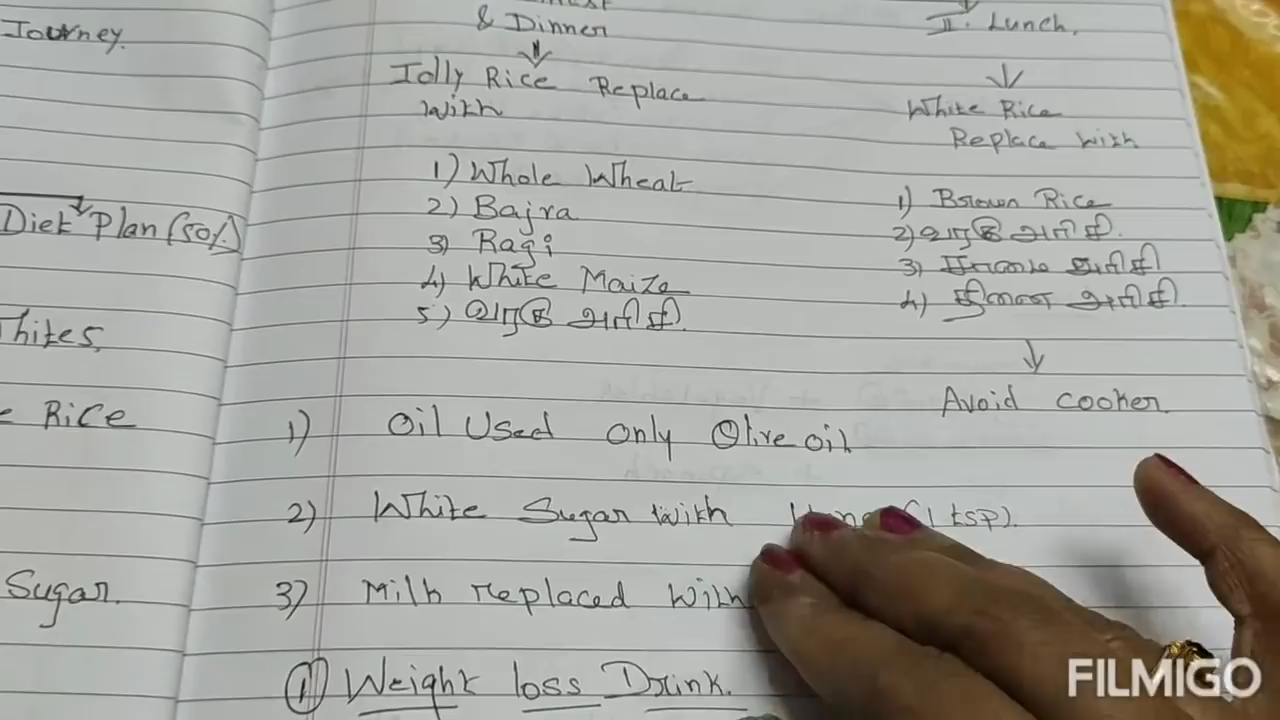 Journey.
& Dinner
II. Lunch.
Idlly Rice Replace
with
White Rice
Replace with
1) Whole Wheat
2) Bajra
3) Ragi
4) White Maize
5) வரகு அரிசி.
1) Brown Rice
2) வரகு அரிசி.
3) சாமை அரிசி
4) தினை அரிசி.
Avoid cooker.
Diet Plan (50%)
Rice
Sugar.
1) Oil Used Only Olive oil
2) White Sugar with (1 tsp).
3) Milk replaced with
1) Weight loss Drink.
FILMIGO